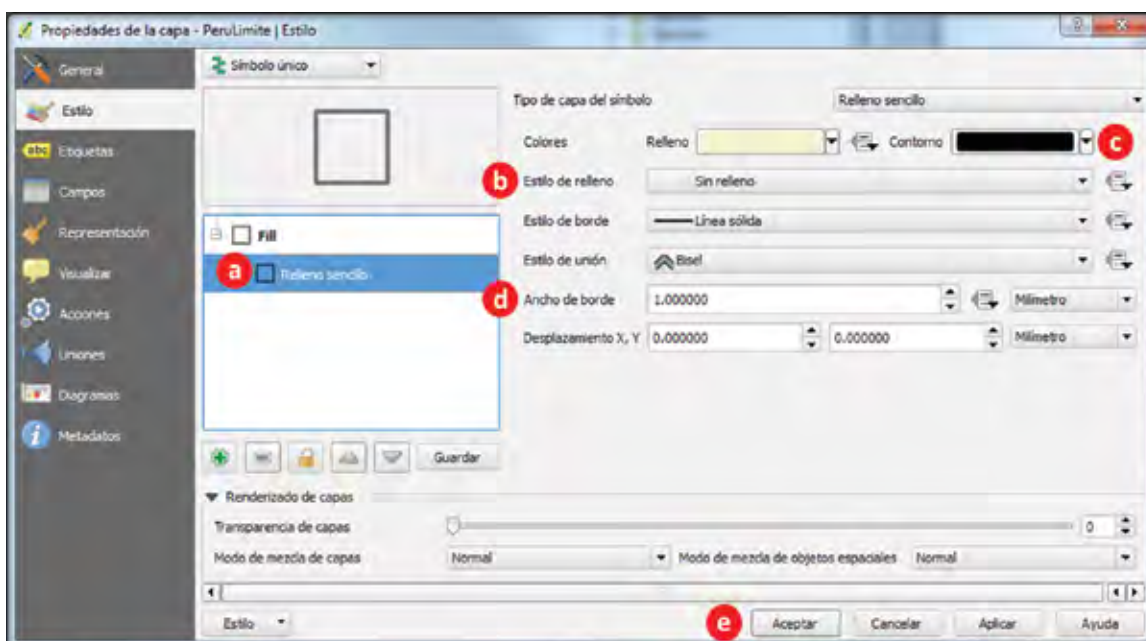 Propiedades de la capa - PeruLimite | Estilo
General
Estilo
abc Etiquetas
Campos
Representación
Visualizar
Acciones
Uniones
Diagramas
Metadatos
Símbolo único
Fill
a Relleno sencillo
Guardar
Tipo de capa del símbolo Relleno sencillo
Colores Relleno Contorno c
b Estilo de relleno Sin relleno
Estilo de borde Línea sólida
Estilo de unión Bisel
d Ancho de borde 1.000000 Milímetro
Desplazamiento X, Y 0.000000 0.000000 Milímetro
Renderizado de capas
Transparencia de capas 0
Modo de mezcla de capas Normal Modo de mezcla de objetos espaciales Normal
Estilo e Aceptar Cancelar Aplicar Ayuda